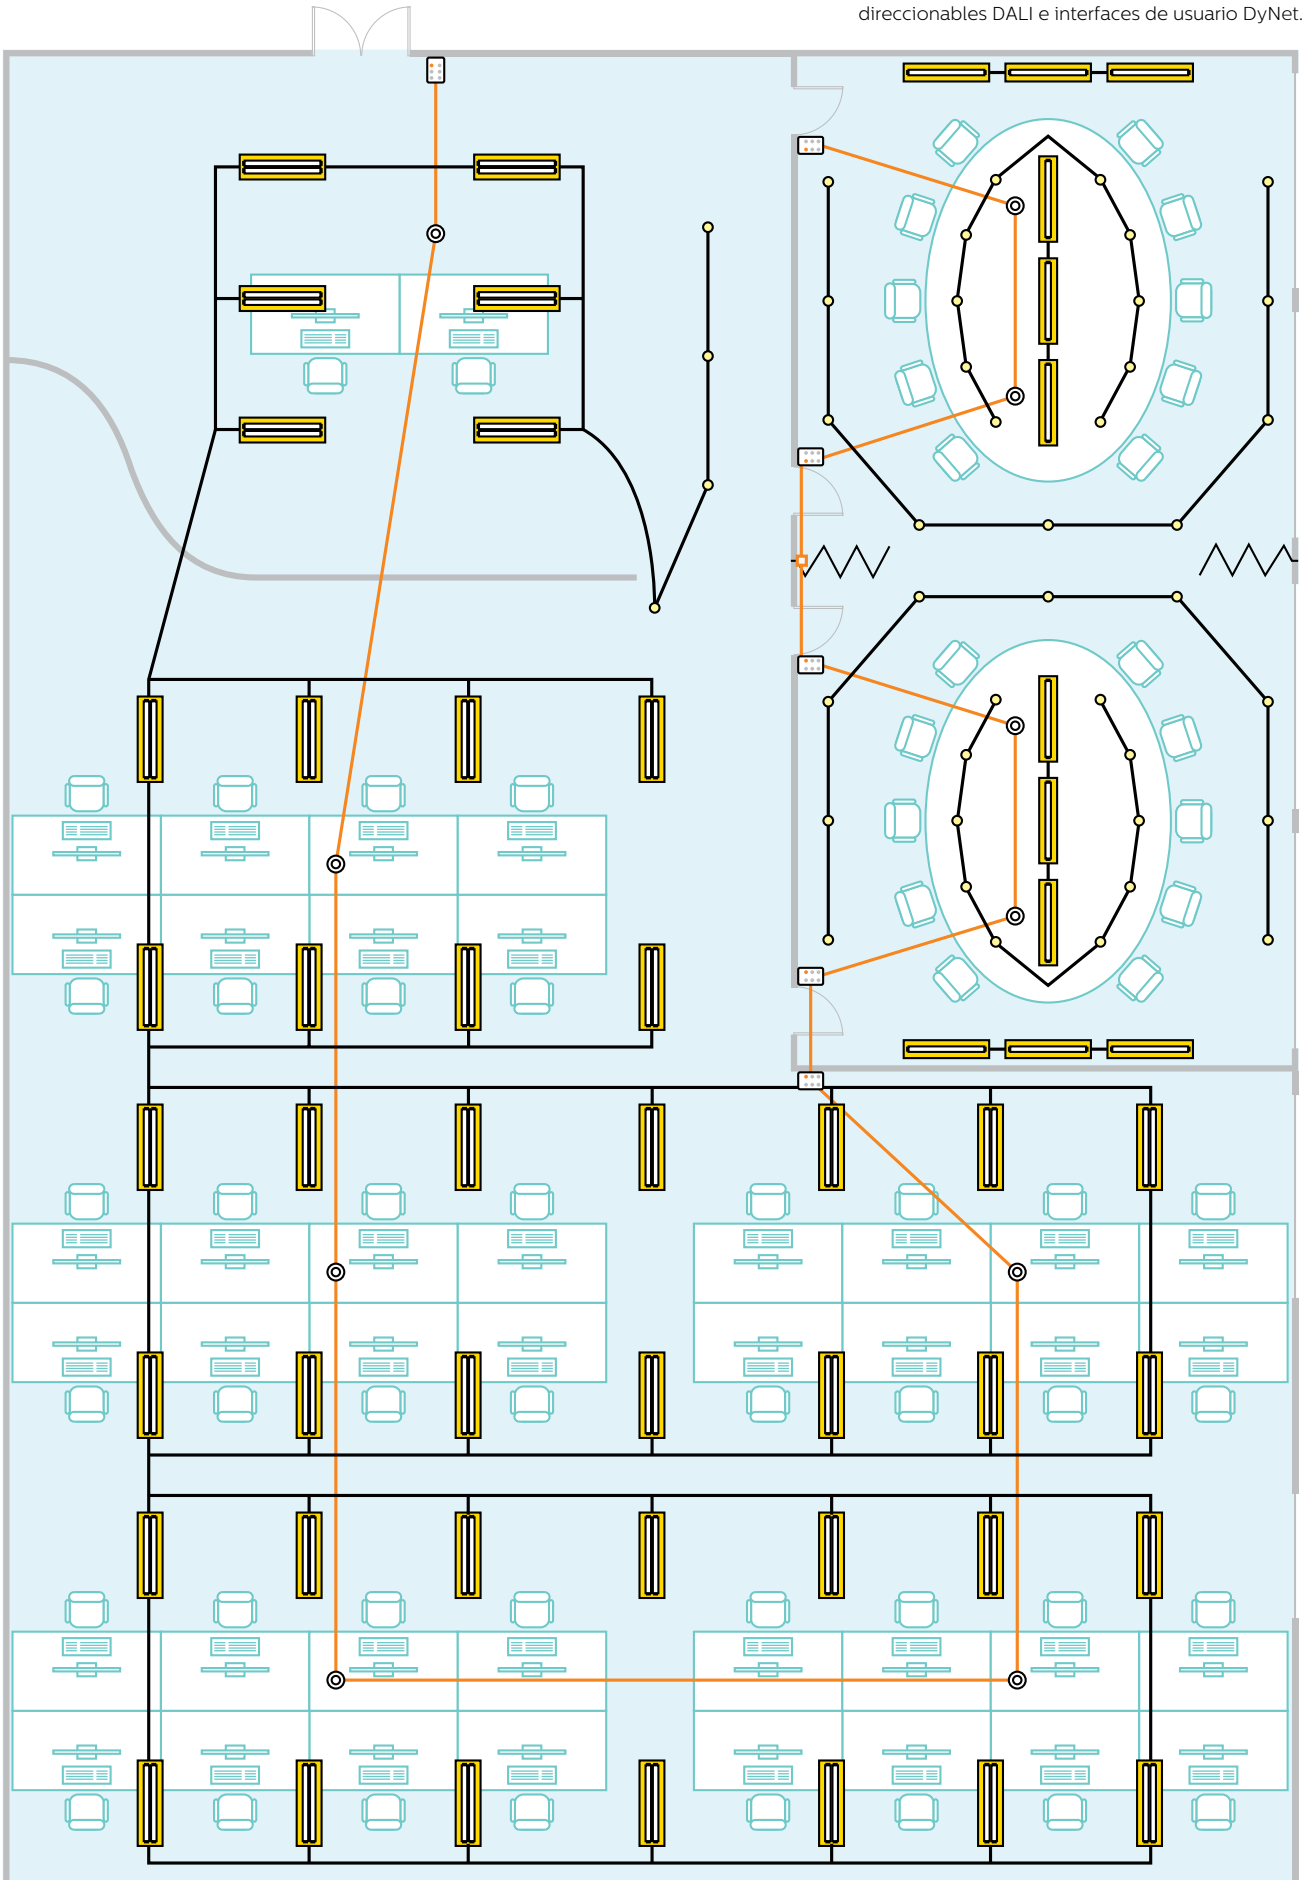 direccionables DALI e interfaces de usuario DyNet.